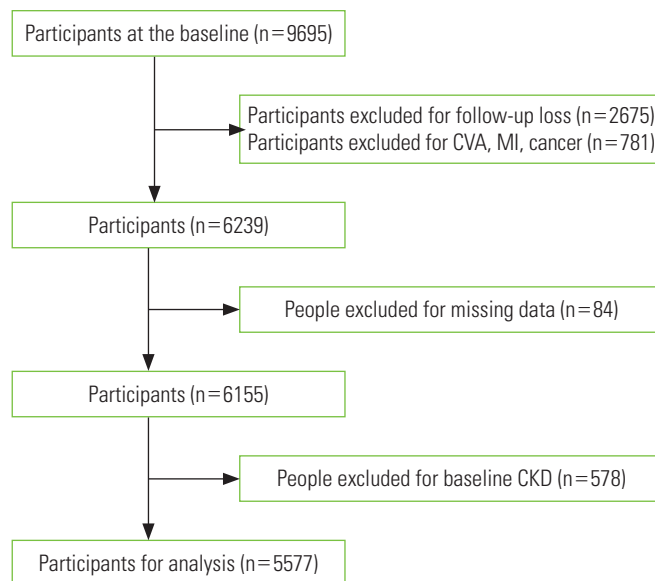 Participants at the baseline (n=9695)
Participants excluded for follow-up loss (n=2675)
Participants excluded for CVA, MI, cancer (n=781)
Participants (n=6239)
People excluded for missing data (n=84)
Participants (n=6155)
People excluded for baseline CKD (n=578)
Participants for analysis (n=5577)